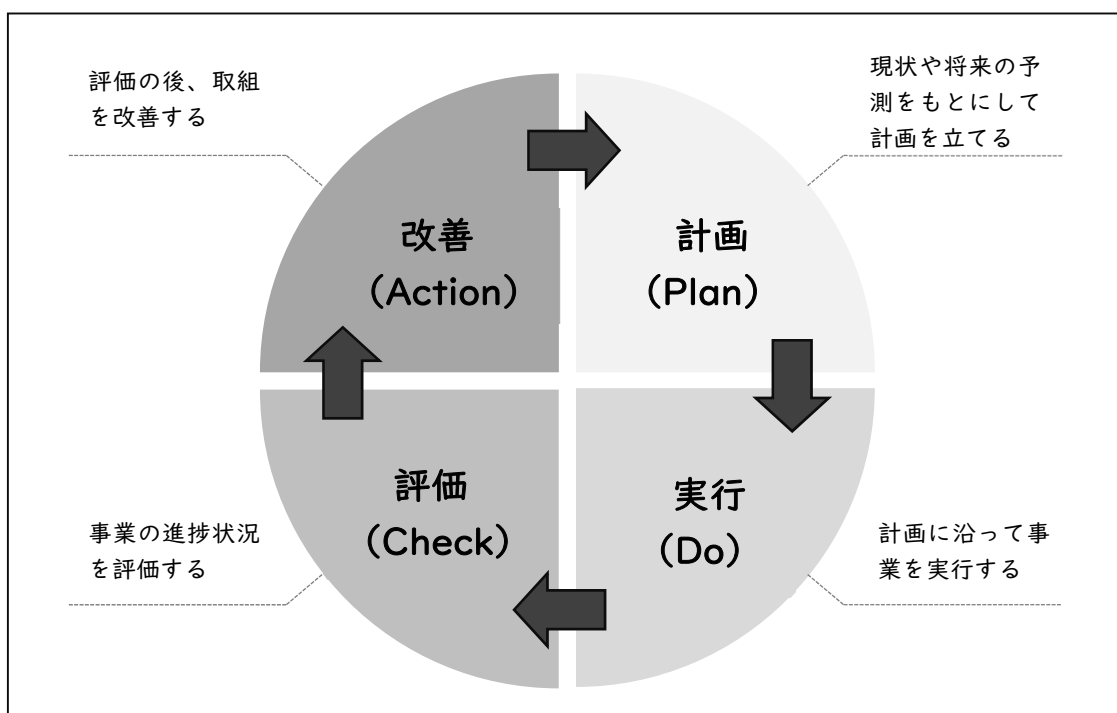 評価の後、取組
を改善する
現状や将来の予
測をもとにして
計画を立てる
改善
（Action）
計画
（Plan）
評価
（Check）
実行
（Do）
事業の進捗状況
を評価する
計画に沿って事
業を実行する